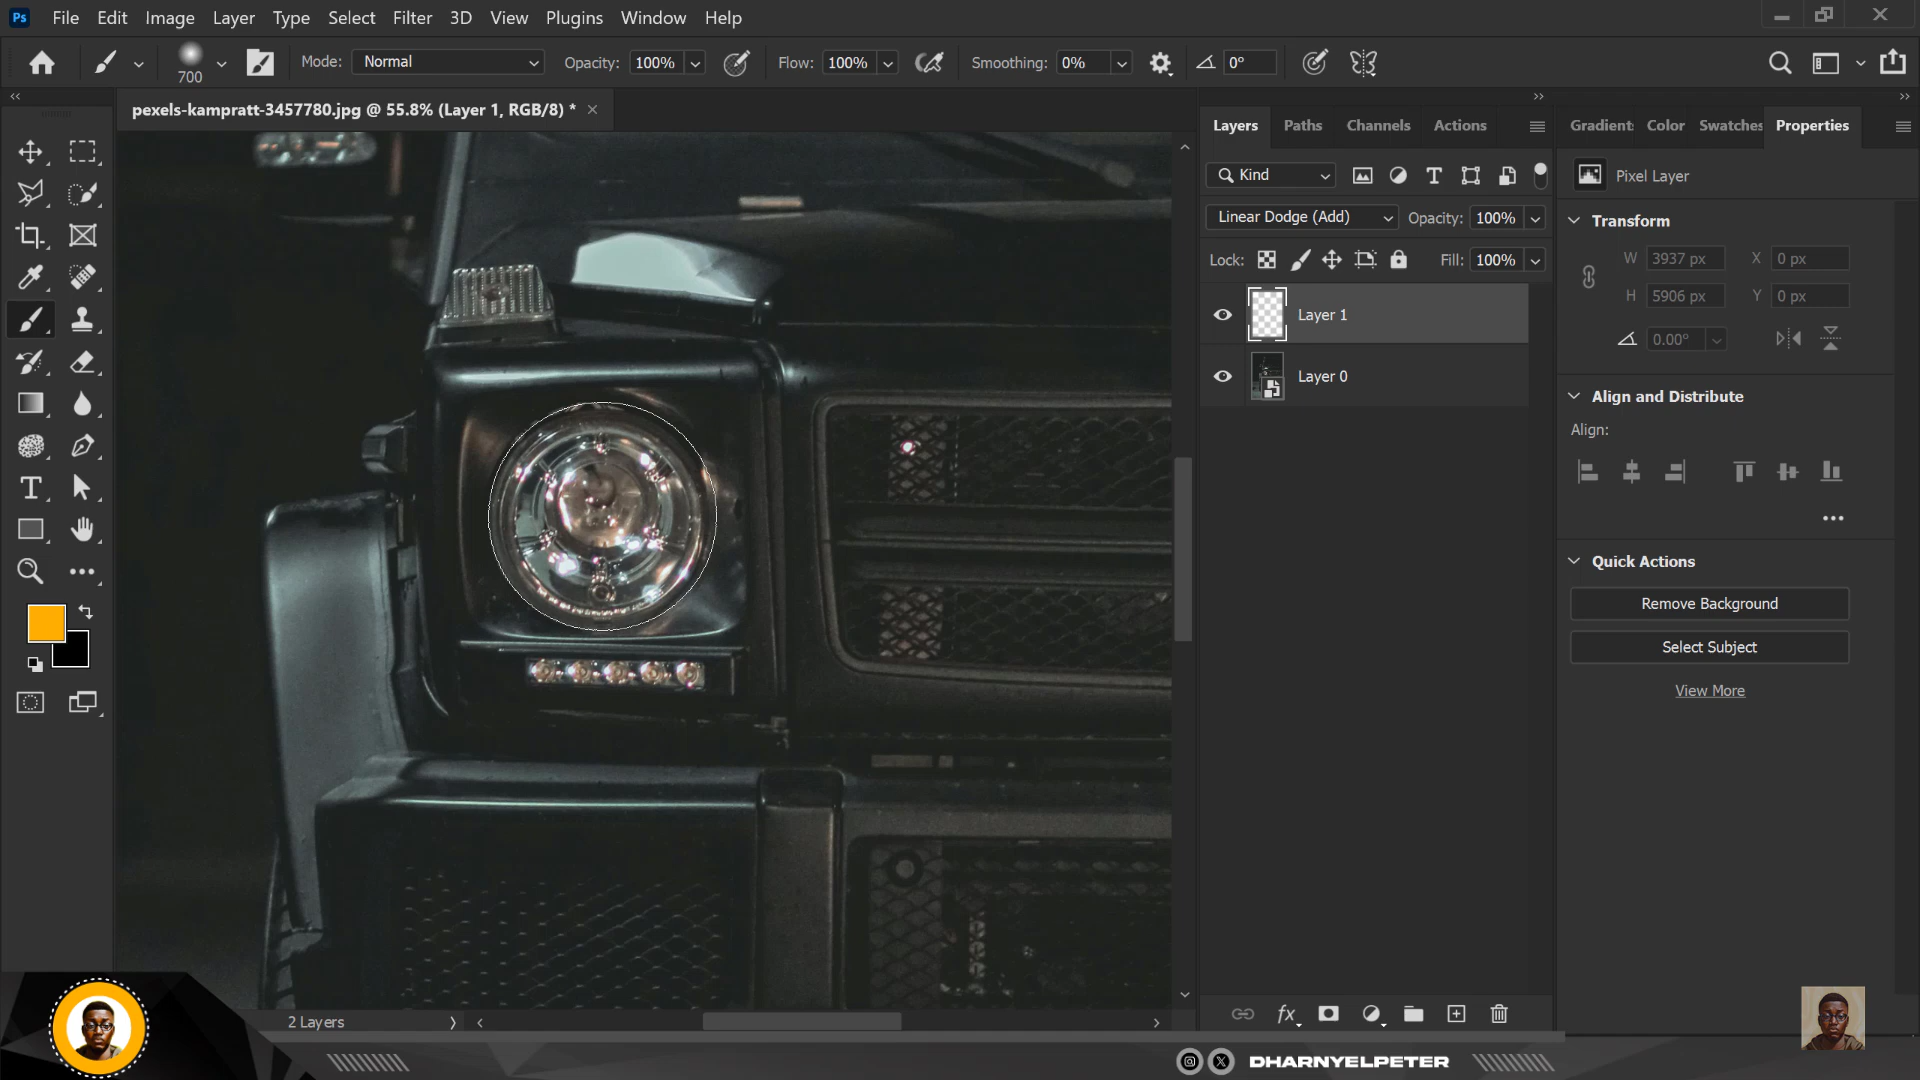 Ps File Edit Image Layer Type Select Filter 3D View Plugins Window Help
700 Mode: Normal Opacity: 100% Flow: 100% Smoothing: 0% 0°
pexels-kampratt-3457780.jpg @ 55.8% (Layer 1, RGB/8) *
Layers Paths Channels Actions
Gradients Color Swatches Properties
Kind
Pixel Layer
Linear Dodge (Add) Opacity: 100%
Transform
Lock: Fill: 100%
W 3937 px X 0 px
H 5906 px Y 0 px
Layer 1
0.00°
Layer 0
Align and Distribute
Align:
Quick Actions
Remove Background
Select Subject
View More
2 Layers
fx
DHARNYELPETER